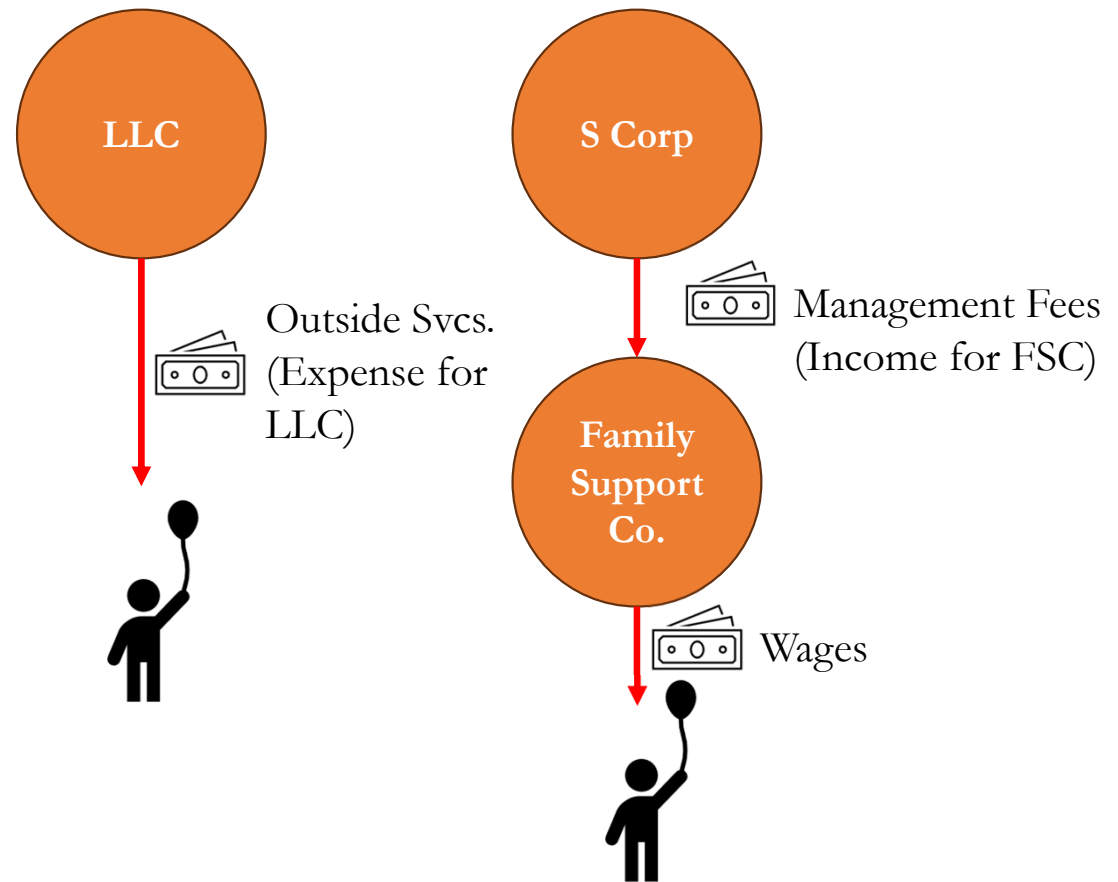 LLC
Outside Svcs.
(Expense for
LLC)
S Corp
Management Fees
(Income for FSC)
Family
Support
Co.
Wages